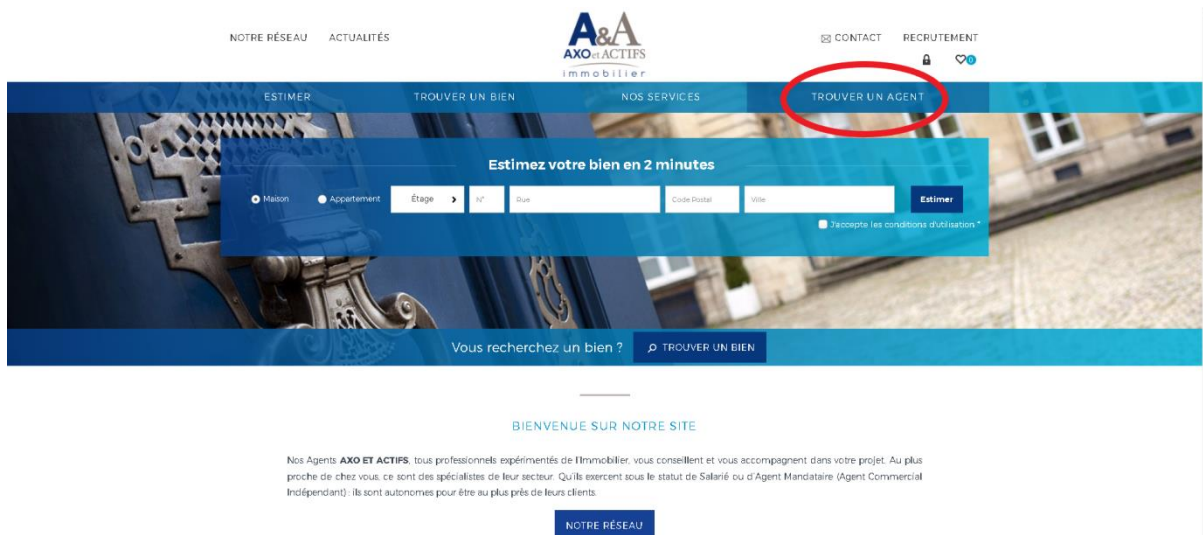 NOTRE RÉSEAU ACTUALITÉS
A&A
AXO et ACTIFS
immobilier
CONTACT RECRUTEMENT
0
ESTIMER TROUVER UN BIEN NOS SERVICES TROUVER UN AGENT
Estimez votre bien en 2 minutes
Maison Appartement Étage N° Rue Code Postal Ville Estimer
J'accepte les conditions d'utilisation *
Vous recherchez un bien ? TROUVER UN BIEN
BIENVENUE SUR NOTRE SITE
Nos Agents AXO ET ACTIFS, tous professionnels expérimentés de l'Immobilier, vous conseillent et vous accompagnent dans votre projet. Au plus
proche de chez vous, ce sont des spécialistes de leur secteur. Qu'ils exercent sous le statut de Salarié ou d'Agent Mandataire (Agent Commercial
Indépendant) : ils sont autonomes pour être au plus près de leurs clients.
NOTRE RÉSEAU